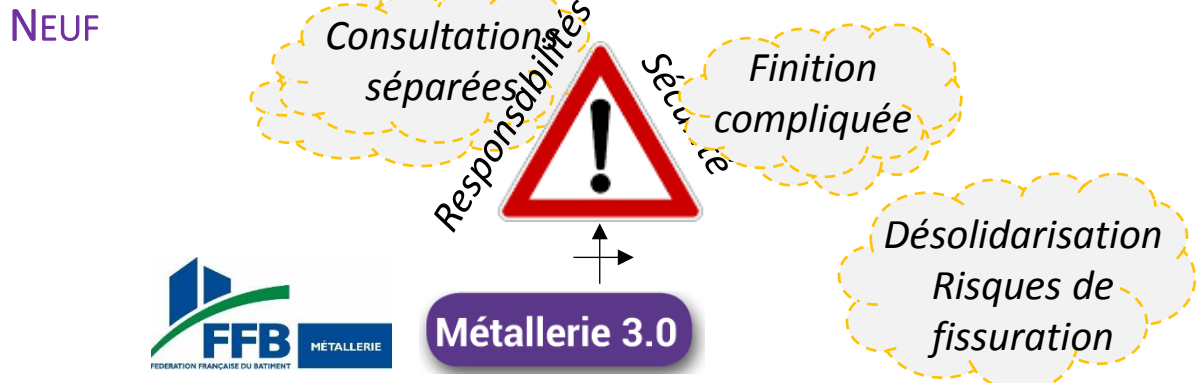 NEUF
Consultations
séparées
Responsabilités
Sécurité
Finition
compliquée
Désolidarisation
Risques de
fissuration
FFB
MÉTALLERIE
FEDERATION FRANÇAISE DU BATIMENT
Métallerie 3.0